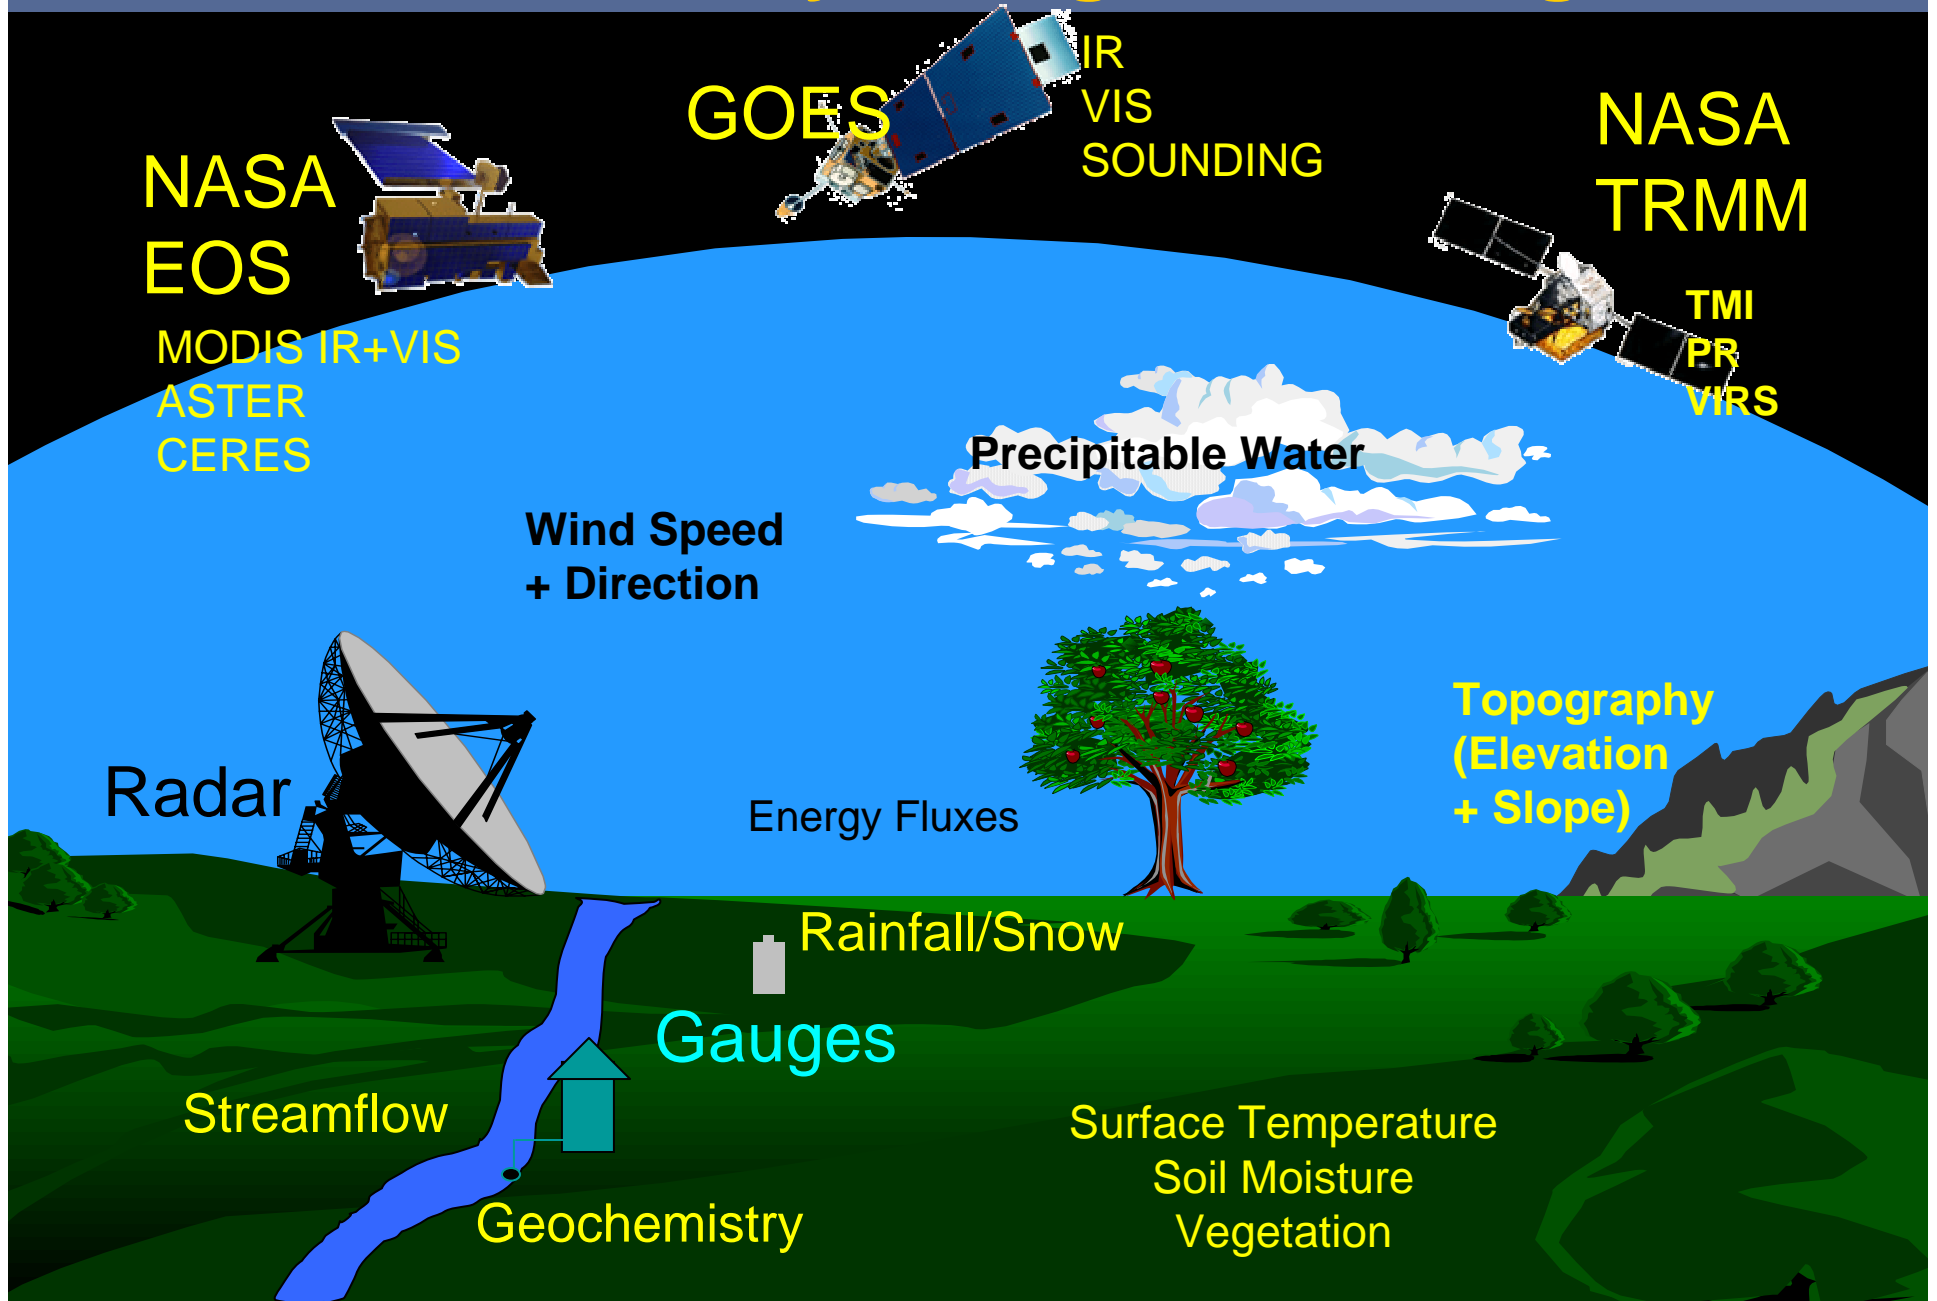 GOES
IR
VIS
SOUNDING
NASA
TRMM
NASA
EOS
TMI
PR
VIRS
MODIS IR+VIS
ASTER
CERES
Precipitable Water
Wind Speed
+ Direction
Topography
(Elevation
+ Slope)
Radar
Energy Fluxes
Rainfall/Snow
Gauges
Streamflow
Surface Temperature
Soil Moisture
Vegetation
Geochemistry